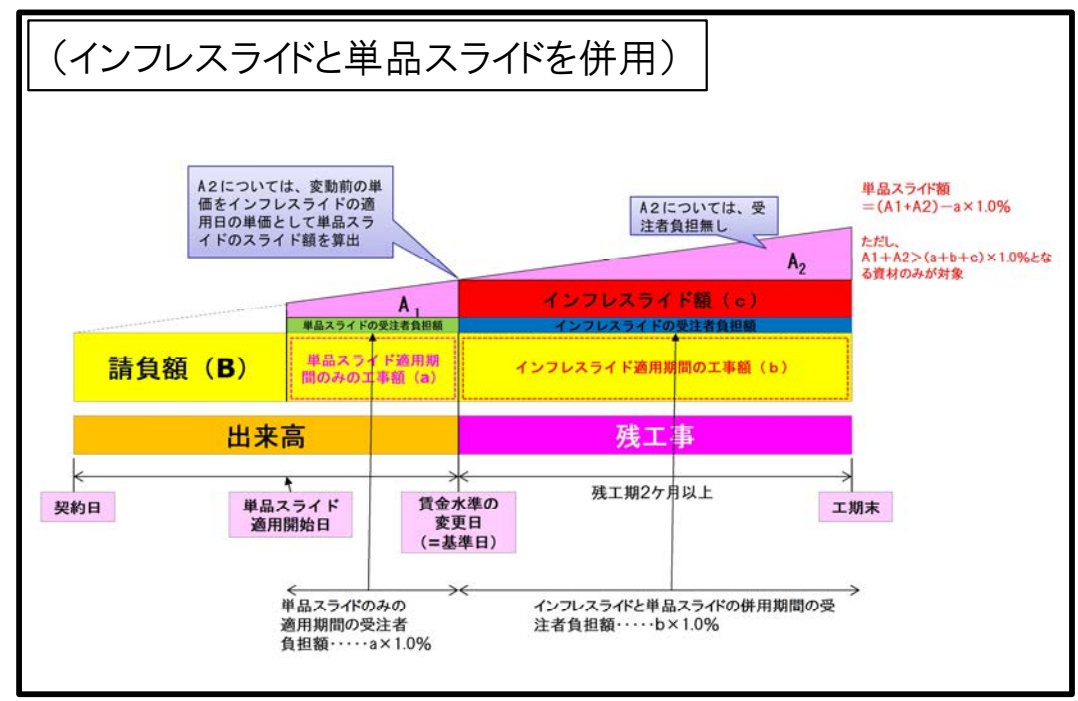 （インフレスライドと単品スライドを併用）
A２については、変動前の単
価をインフレスライドの適
用日の単価として単品スラ
イドのスライド額を算出
A２については、受
注者負担無し
単品スライド額
＝(A1+A2)－a×1.0%
ただし、
A1＋A2＞(a＋b＋c)×1.0%とな
る資材のみが対象
A1
A2
インフレスライド額（c）
単品スライドの受注者負担額
インフレスライドの受注者負担額
請負額（B）
単品スライド適用期
間のみの工事額（a）
インフレスライド適用期間の工事額（b）
出来高
残工事
契約日
単品スライド
適用開始日
賃金水準の
変更日
（＝基準日）
残工期2ケ月以上
工期末
単品スライドのみの
適用期間の受注者
負担額‥‥‥a×1.0%
インフレスライドと単品スライドの併用期間の受
注者負担額‥‥‥b×1.0%